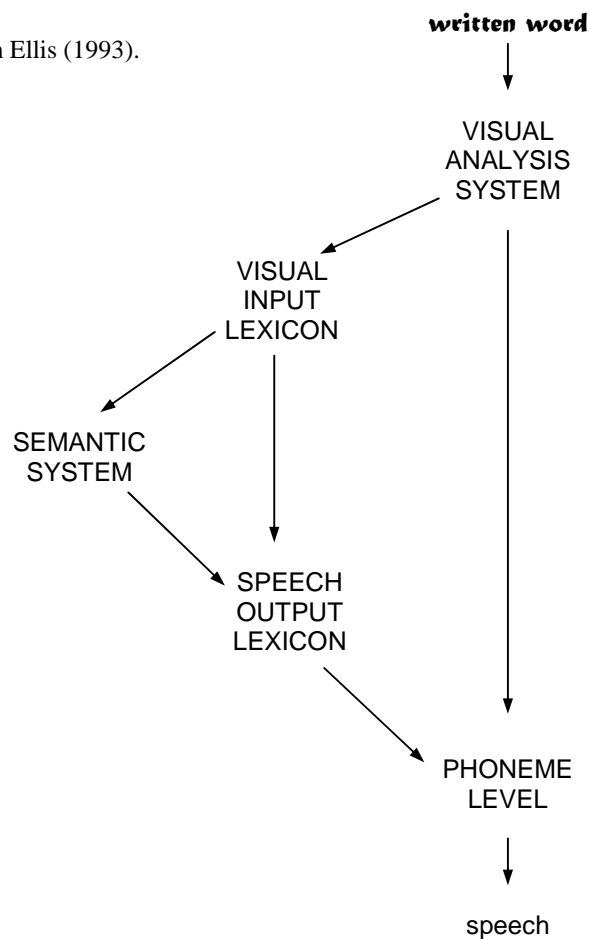 written word
Ellis (1993).
VISUAL
ANALYSIS
SYSTEM
VISUAL
INPUT
LEXICON
SEMANTIC
SYSTEM
SPEECH
OUTPUT
LEXICON
PHONEME
LEVEL
speech